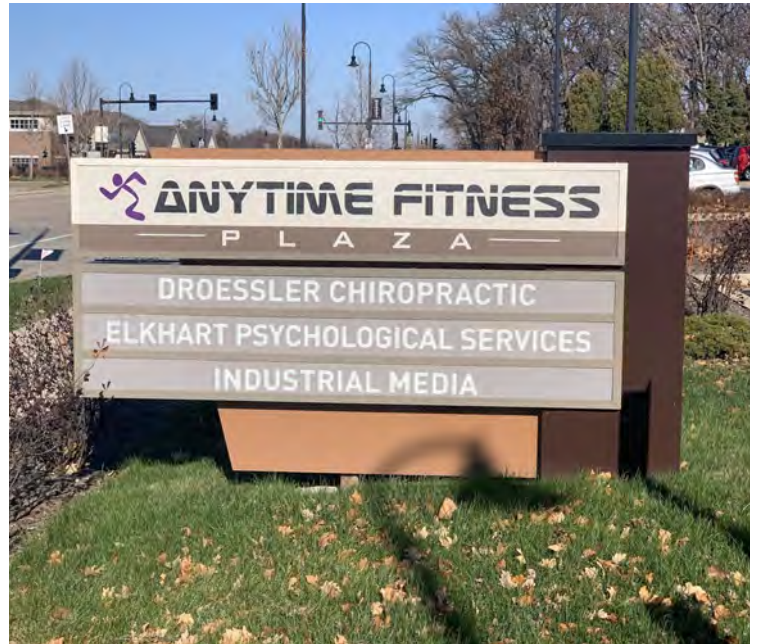 ANYTIME FITNESS
PLAZA
DROESSLER CHIROPRACTIC
ELKHART PSYCHOLOGICAL SERVICES
INDUSTRIAL MEDIA